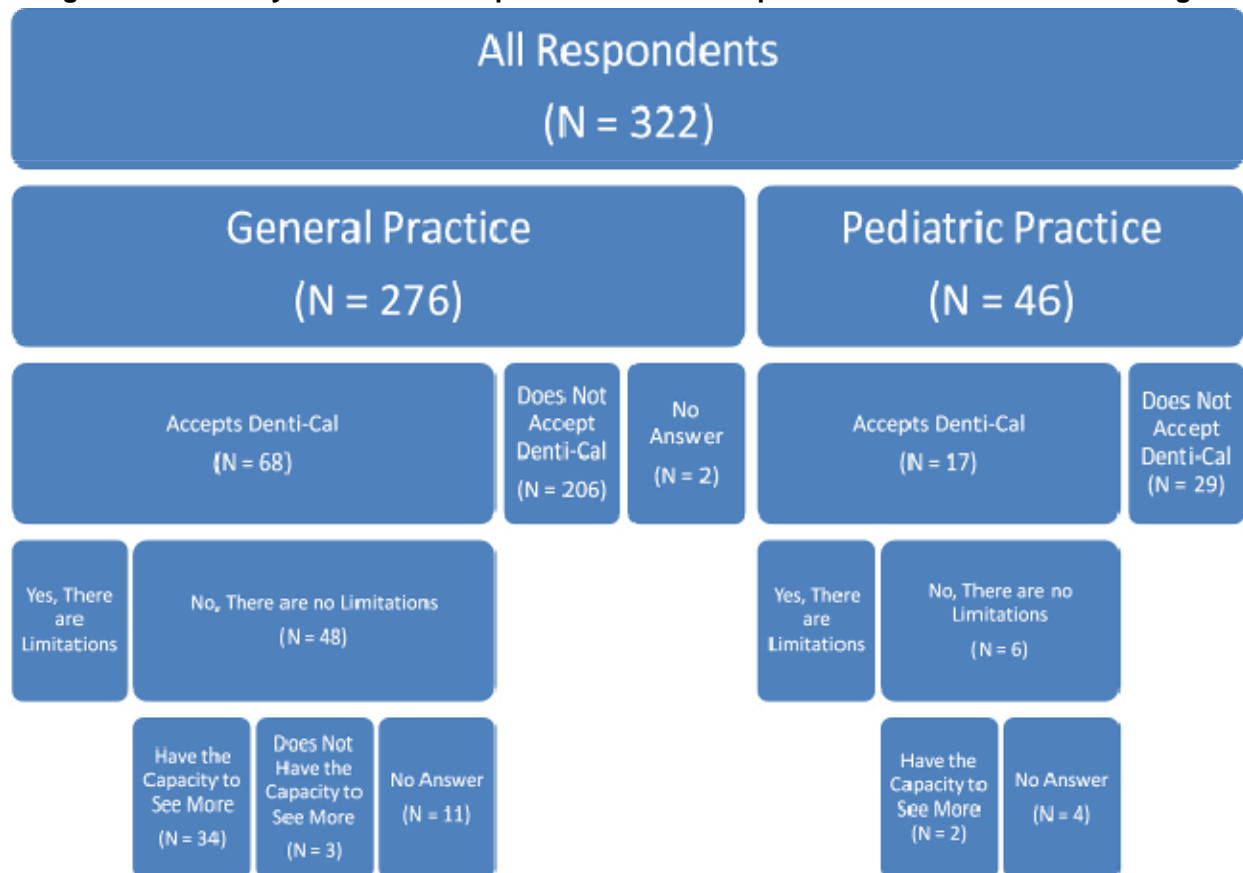 All Respondents
(N = 322)
General Practice
(N = 276)
Pediatric Practice
(N = 46)
Accepts Denti-Cal
(N = 68)
Does Not
Accept
Denti-Cal
(N = 206)
No
Answer
(N = 2)
Accepts Denti-Cal
(N = 17)
Does Not
Accept
Denti-Cal
(N = 29)
Yes, There
are
Limitations
No, There are no Limitations
(N = 48)
Yes, There
are
Limitations
No, There are no
Limitations
(N = 6)
Have the
Capacity to
See More
(N = 34)
Does Not
Have the
Capacity to
See More
(N = 3)
No Answer
(N = 11)
Have the
Capacity to
See More
(N = 2)
No Answer
(N = 4)